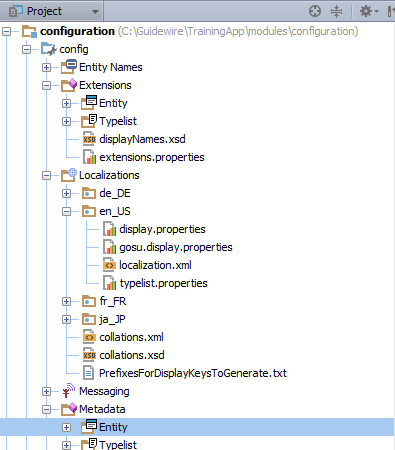 Project
configuration (C:\Guidewire\TrainingApp\modules\configuration)
config
Entity Names
Extensions
Entity
Typelist
displayNames.xsd
extensions.properties
Localizations
de_DE
en_US
display.properties
gosu.display.properties
localization.xml
typelist.properties
fr_FR
ja_JP
collations.xml
collations.xsd
PrefixesForDisplayKeysToGenerate.txt
Messaging
Metadata
Entity
Typelist